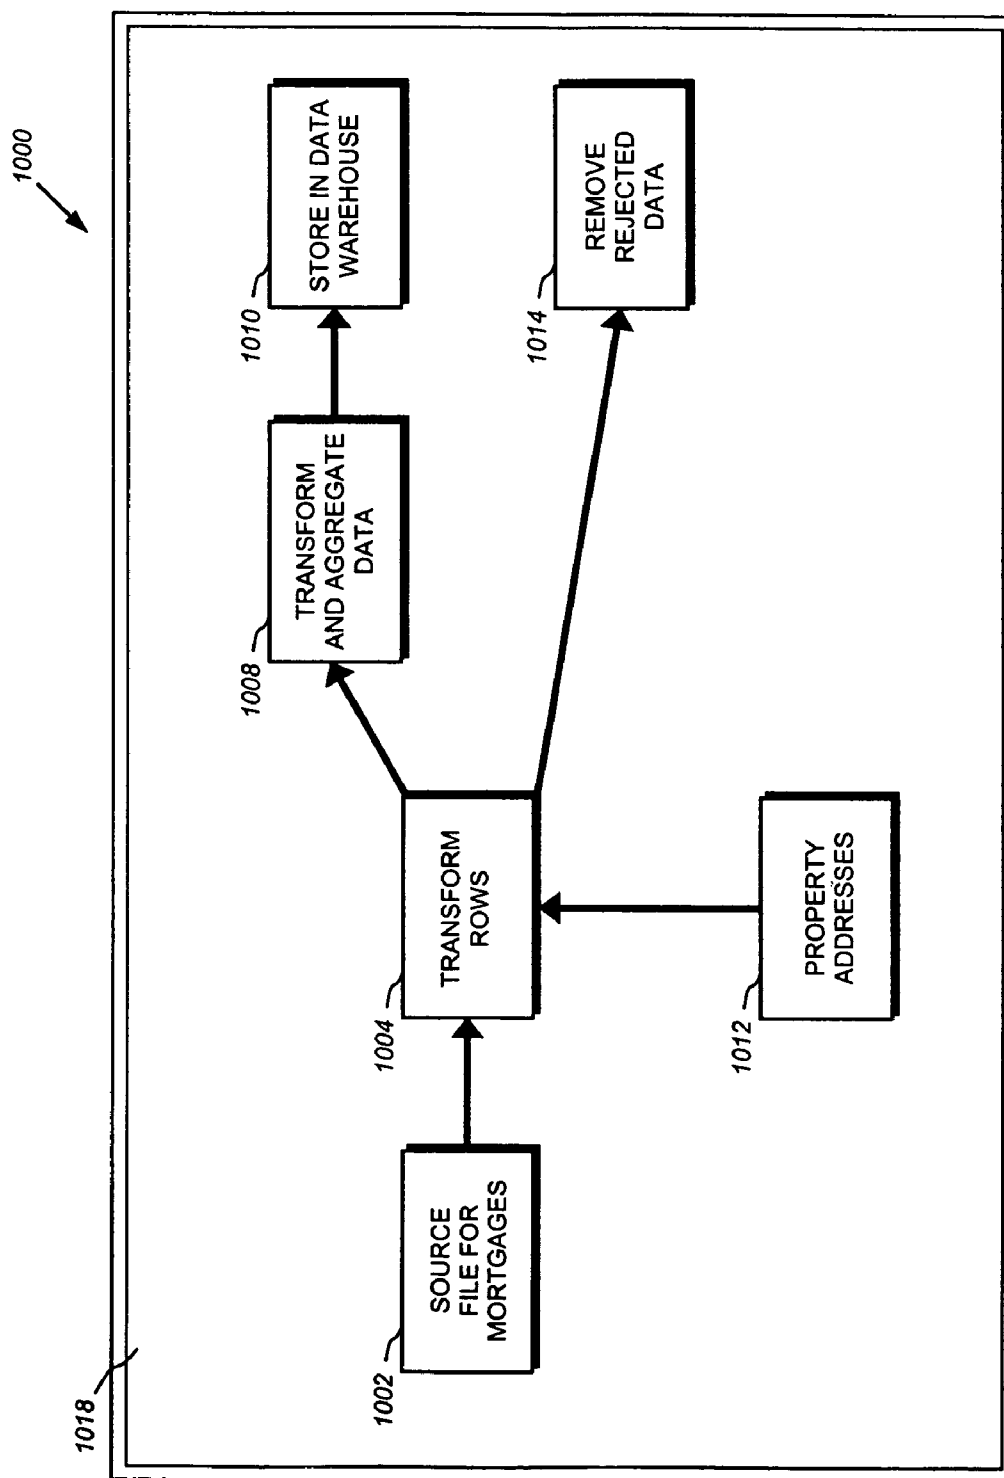 1000
1018
1002
SOURCE
FILE FOR
MORTGAGES
1004
TRANSFORM
ROWS
1008
TRANSFORM
AND AGGREGATE
DATA
1010
STORE IN DATA
WAREHOUSE
1012
PROPERTY
ADDRESSES
1014
REMOVE
REJECTED
DATA